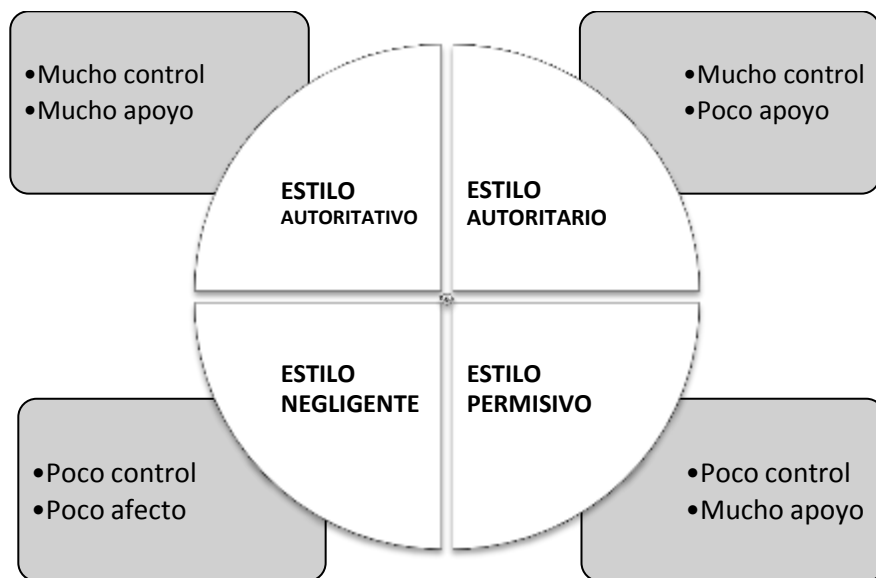 •Mucho control
•Mucho apoyo
•Mucho control
•Poco apoyo
ESTILO
AUTORITATIVO
ESTILO
AUTORITARIO
ESTILO
NEGLIGENTE
ESTILO
PERMISIVO
•Poco control
•Poco afecto
•Poco control
•Mucho apoyo